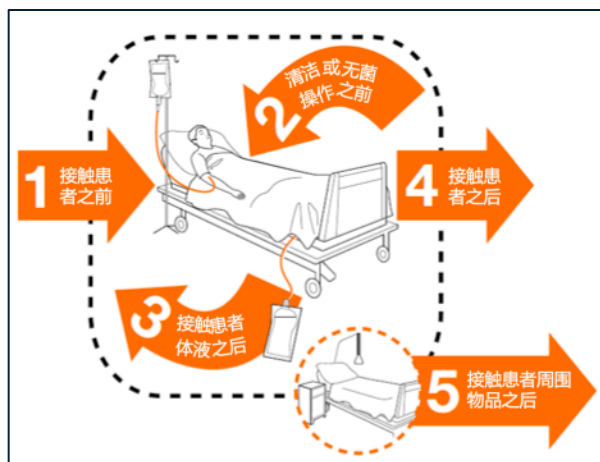 1 接触患
者之前
2 清洁或无菌
操作之前
3 接触患者
体液之后
4 接触患
者之后
5 接触患者周围
物品之后